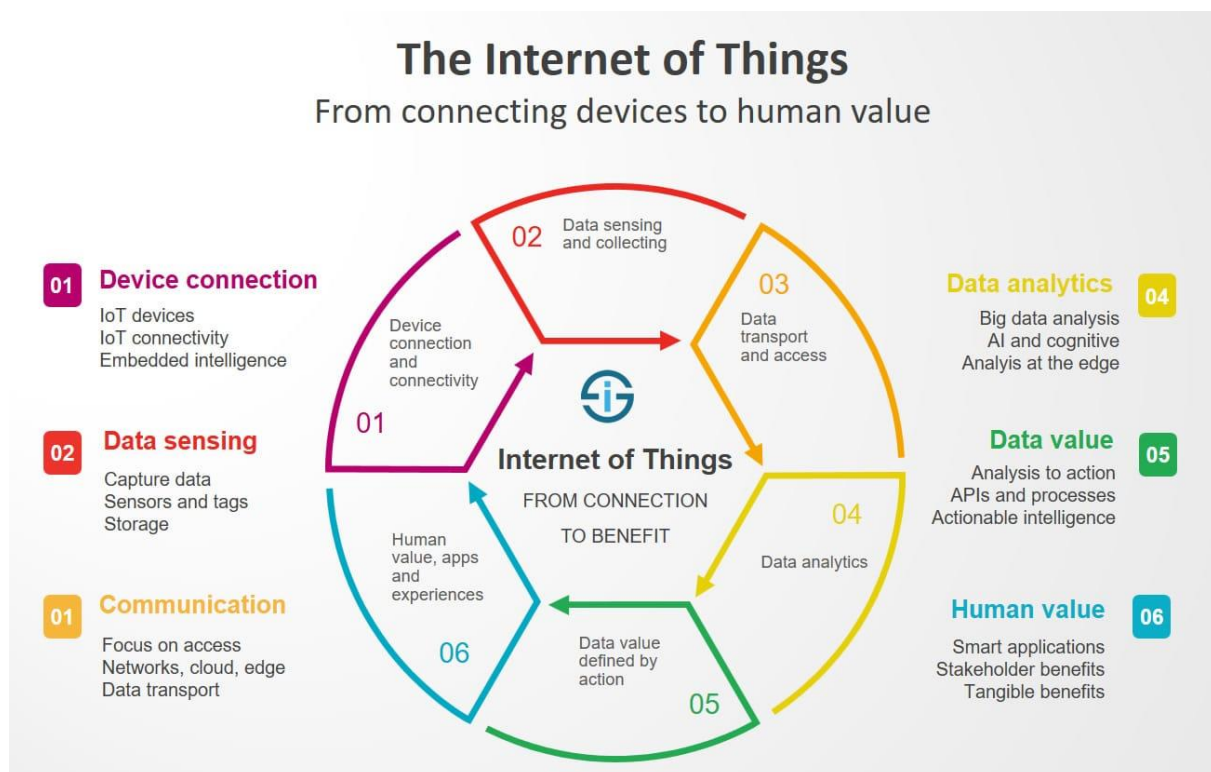 The Internet of Things
From connecting devices to human value
01 Device connection
IoT devices
IoT connectivity
Embedded intelligence
02 Data sensing
Capture data
Sensors and tags
Storage
01 Communication
Focus on access
Networks, cloud, edge
Data transport
Device
connection
and
connectivity
01
02 Data sensing
and collecting
03
Data
transport
and access
04
Data analytics
Data value
defined by
action
05
Human
value, apps
and
experiences
06
SiG
Internet of Things
FROM CONNECTION
TO BENEFIT
Data analytics 04
Big data analysis
AI and cognitive
Analyis at the edge
Data value 05
Analysis to action
APIs and processes
Actionable intelligence
Human value 06
Smart applications
Stakeholder benefits
Tangible benefits